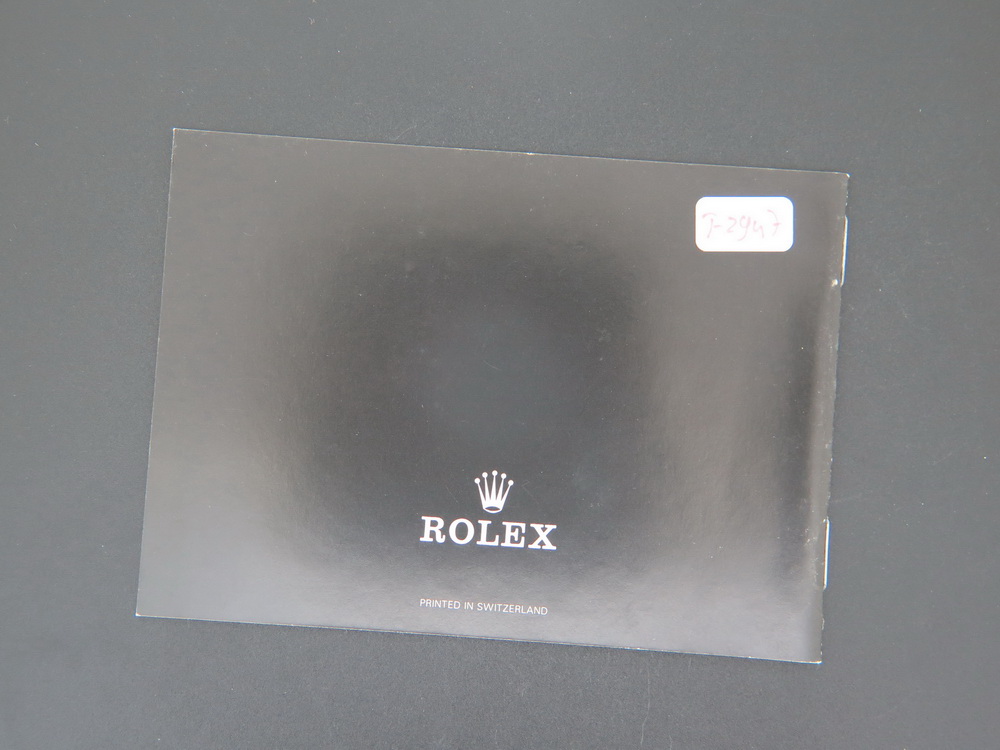 T-2947
ROLEX
PRINTED IN SWITZERLAND